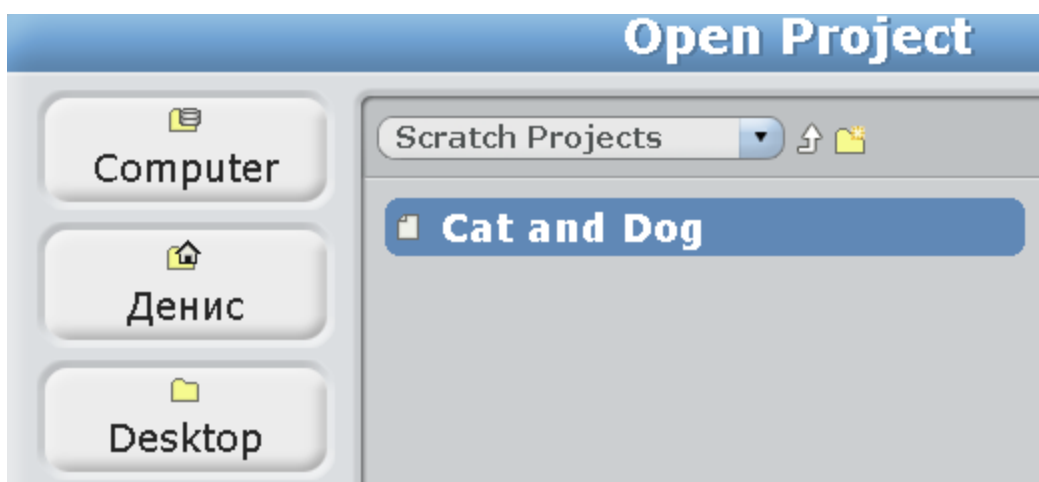 Open Project
Computer
Денис
Desktop
Scratch Projects
Cat and Dog